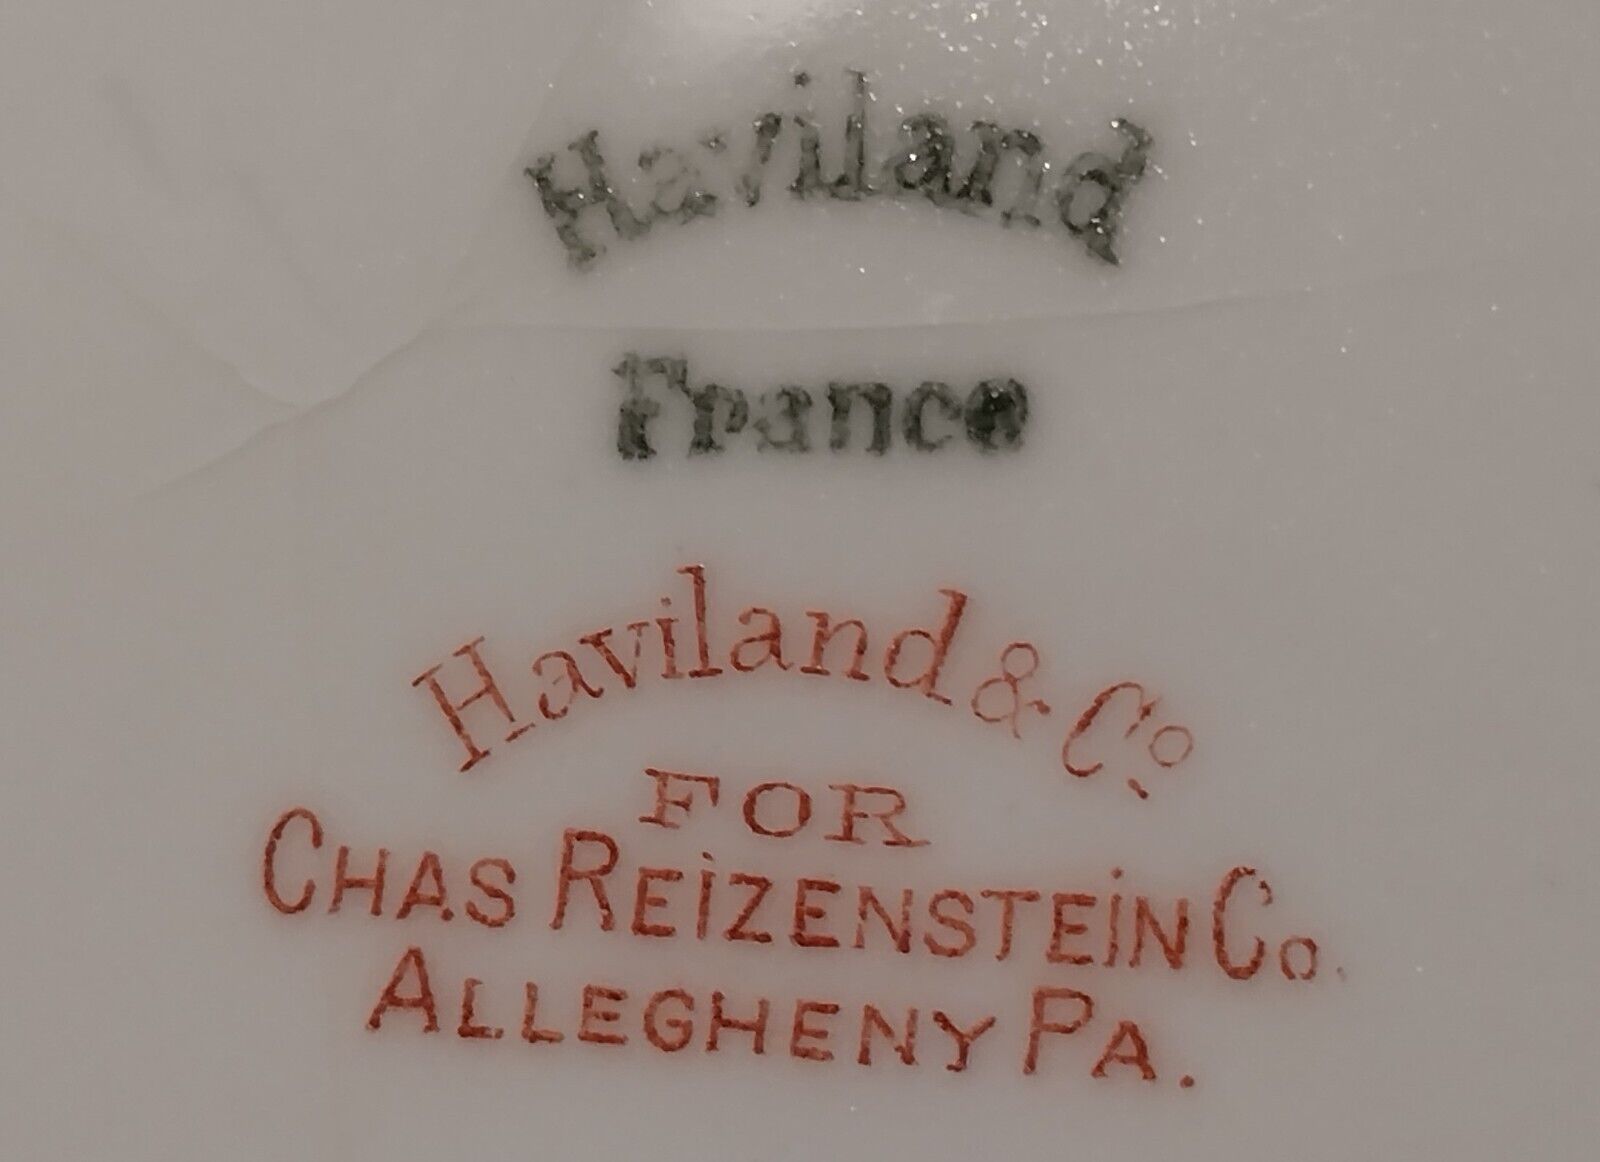 Haviland
France
Haviland & Co.
FOR
CHAS REIZENSTEIN CO.
ALLEGHENY PA.